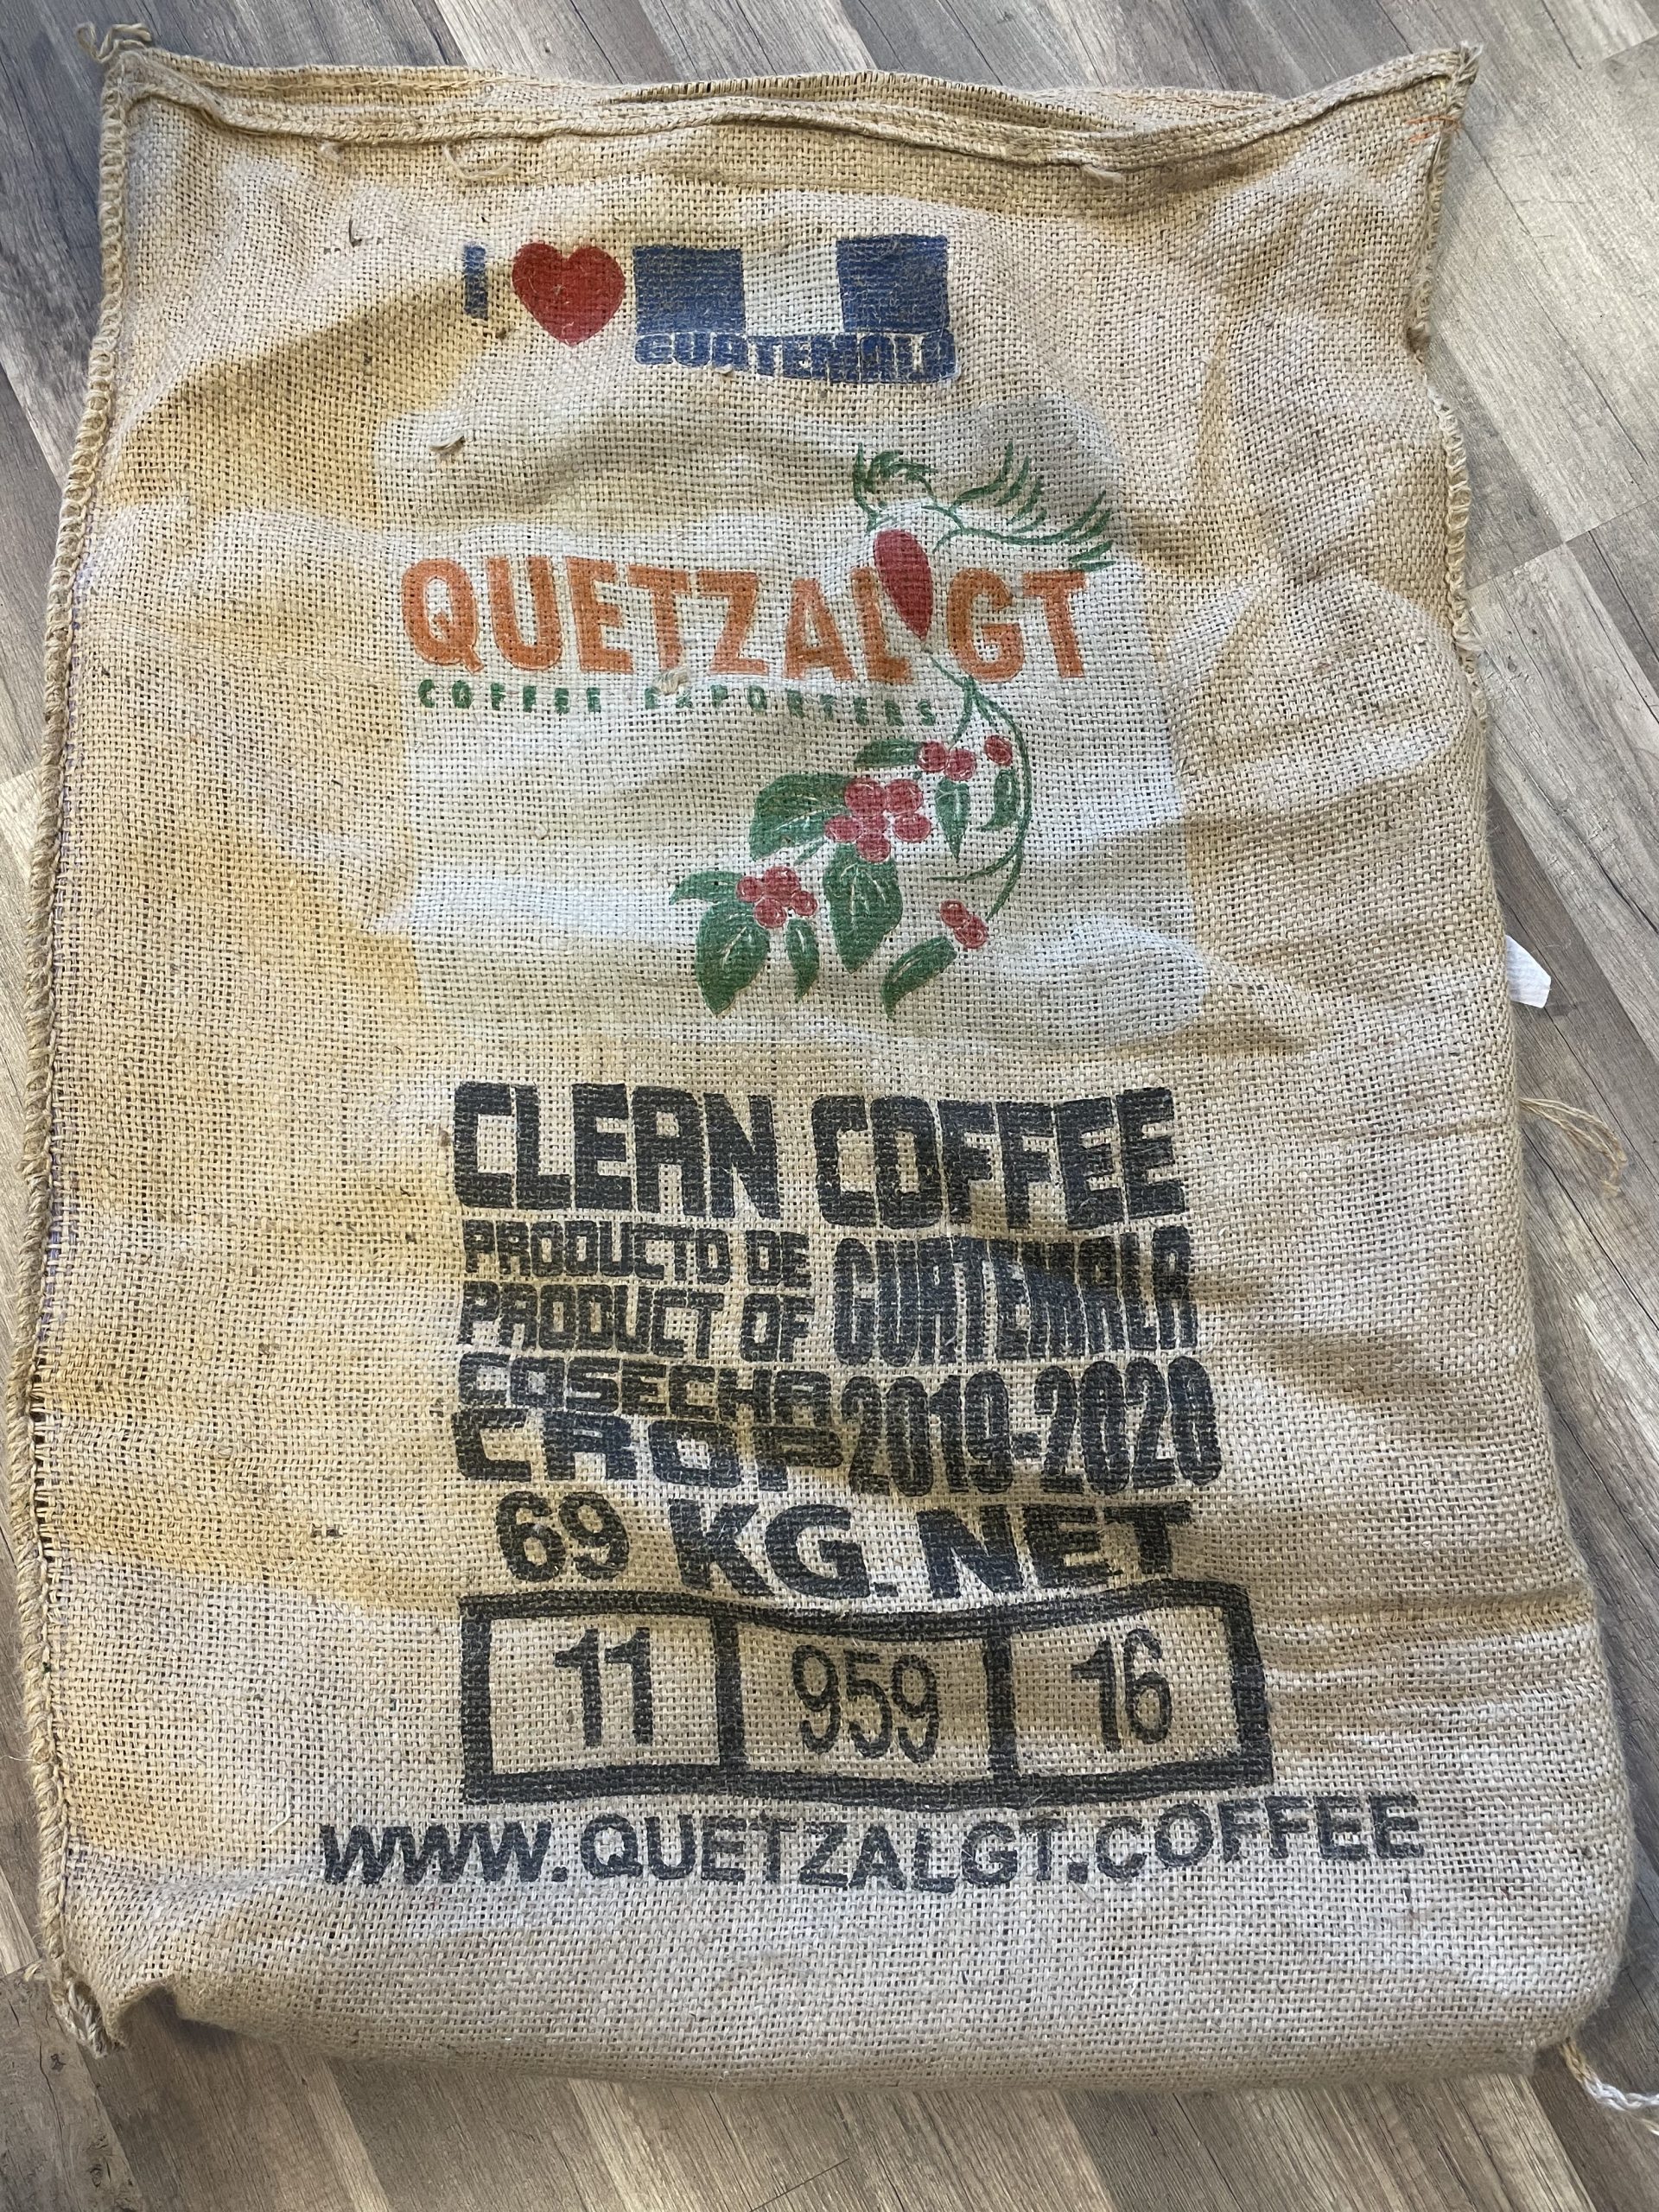 I
GUATEMALA
QUETZALGT
COFFEE EXPORTERS
CLEAN COFFEE
PRODUCTO DE
PRODUCT OF GUATEMALA
COSECHA
CROP 2019-2020
69 KG. NET
11 959 16
WWW.QUETZALGT.COFFEE